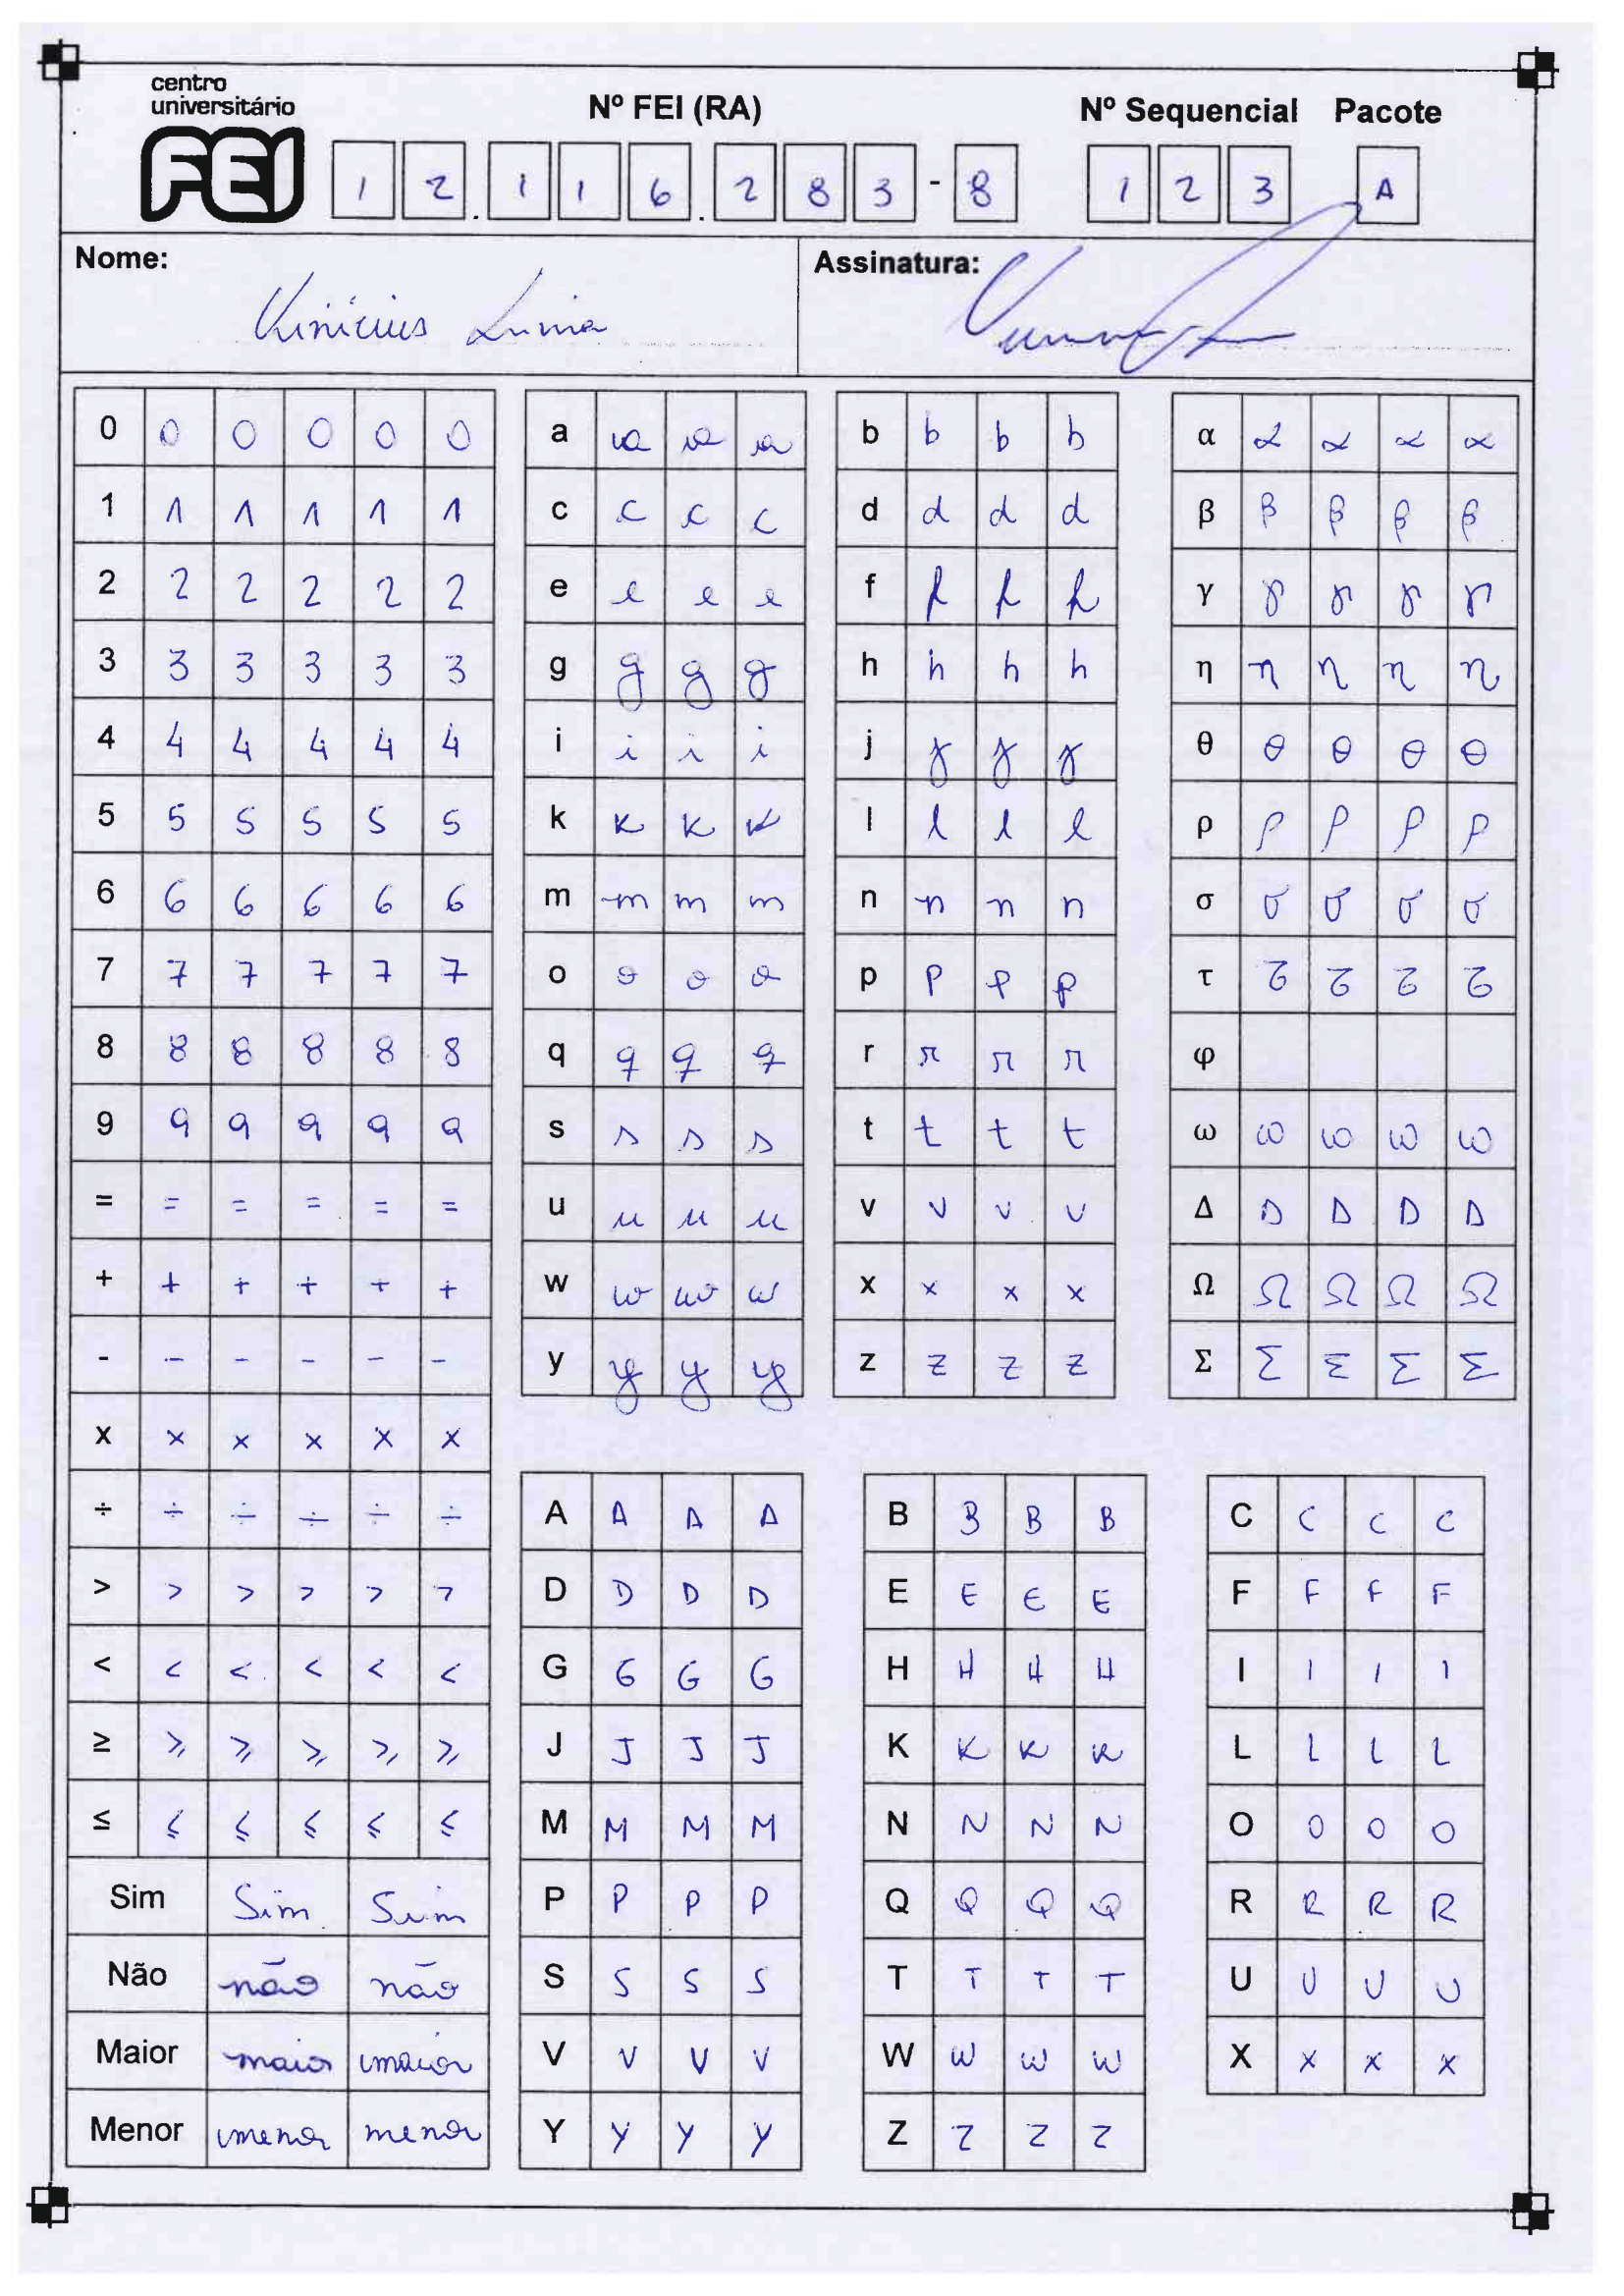 centro
universitário
FEI
Nº FEI (RA) Nº Sequencial Pacote
1 2 . 1 1 6 . 2 8 3 - 8 1 2 3 A
Nome: Vinicius Assinatura:
0 0 0 0 0 0 a a a a b b b b α α α α α
1 1 1 1 1 1 c c c c d d d d β β β β β
2 2 2 2 2 2 e e e e f f f f γ γ γ γ γ
3 3 3 3 3 3 g g g g h h h h η η η η η
4 4 4 4 4 4 i i i i j j j j θ θ θ θ θ
5 5 5 5 5 5 k k k k l l l l ρ ρ ρ ρ ρ
6 6 6 6 6 6 m m m m n n n n σ σ σ σ σ
7 7 7 7 7 7 o o o o p p p p τ τ τ τ τ
8 8 8 8 8 8 q q q q r r r r φ
9 9 9 9 9 9 s s s s t t t t ω ω ω ω ω
= = = = = = u u u u v v v v Δ Δ Δ Δ Δ
+ + + + + + w w w w x x x x Ω Ω Ω Ω Ω
- - - - - - y y y y z z z z Σ Σ Σ Σ Σ
x x x x x x
÷ ÷ ÷ ÷ ÷ ÷ A A A A B B B B C C C C
> > > > > > D D D D E E E E F F F F
< < < < < < G G G G H H H H I I I I
≥ ≥ ≥ ≥ ≥ ≥ J J J J K K K K L L L L
≤ ≤ ≤ ≤ ≤ ≤ M M M M N N N N O O O O
Sim Sim Sim P P P P Q Q Q Q R R R R
Não não não S S S S T T T T U U U U
Maior maior maior V V V V W W W W X X X X
Menor menor menor Y Y Y Y Z Z Z Z